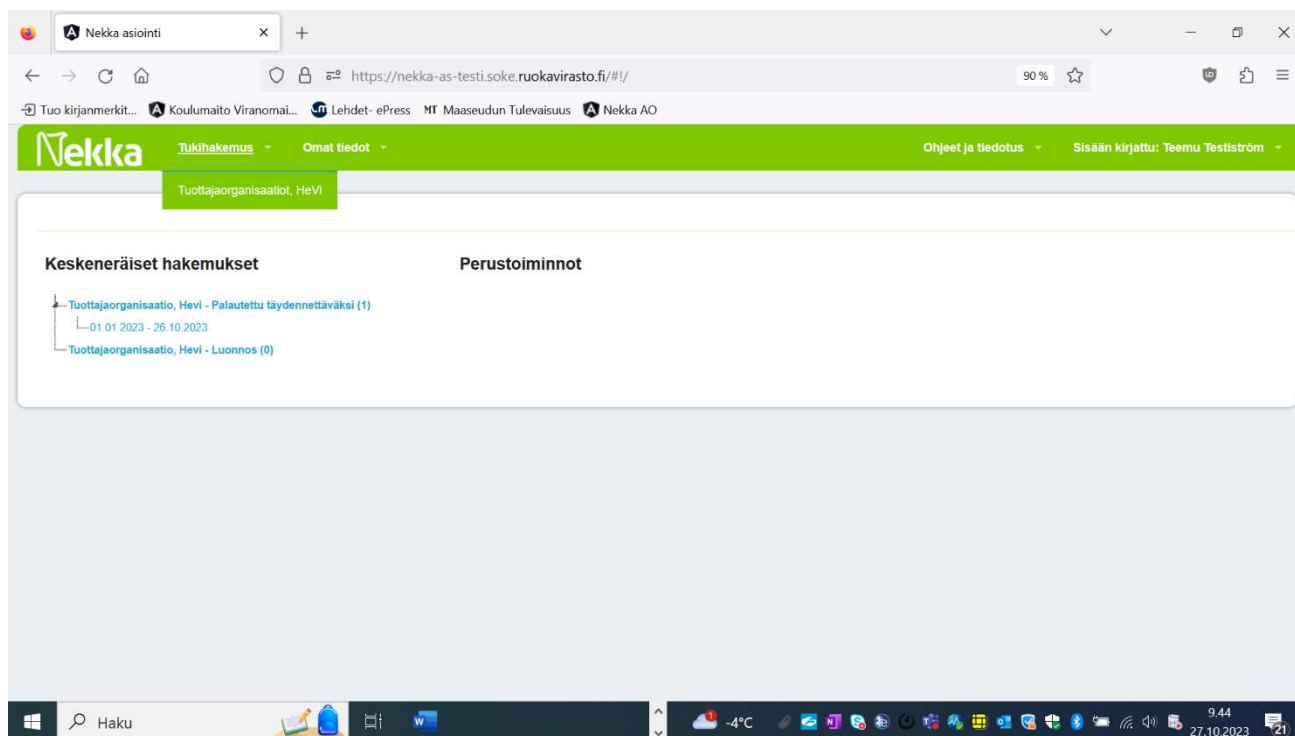 Nekka asiointi
https://nekka-as-testi.soke.ruokavirasto.fi/#!/
90 %
Tuo kirjanmerkit... Koulumaito Viranomai... Lehdet- ePress MT Maaseudun Tulevaisuus Nekka AO
Nekka Tukihakemus Omat tiedot Ohjeet ja tiedotus Sisään kirjattu: Teemu Testiström
Tuottajaorganisaatiot, HeVi
Keskeneräiset hakemukset Perustoiminnot
Tuottajaorganisaatio, Hevi - Palautettu täydennettäväksi (1)
01.01.2023 - 26.10.2023
Tuottajaorganisaatio, Hevi - Luonnos (0)
Haku -4°C 9.44
27.10.2023 21